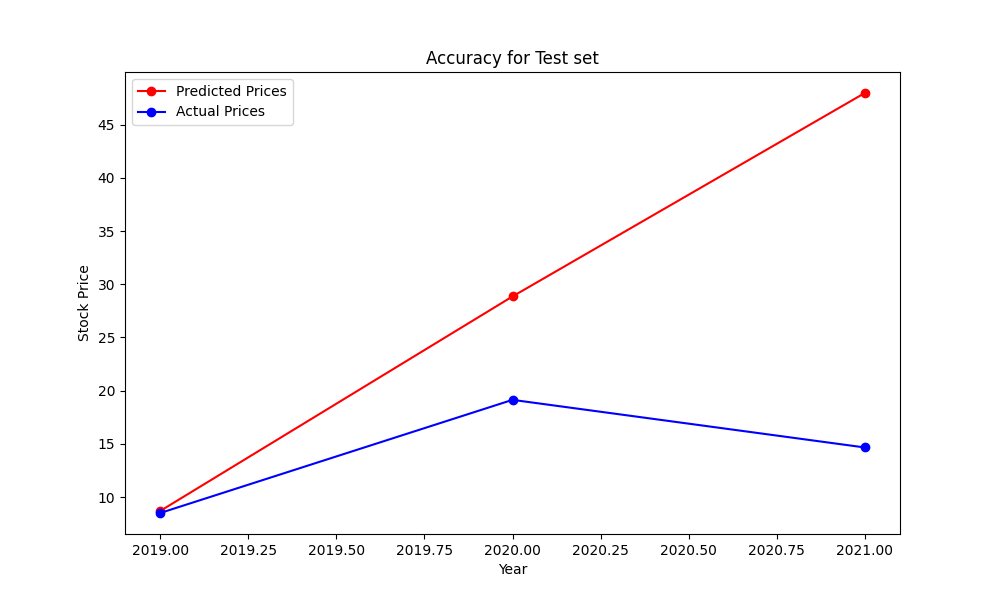 Accuracy for Test set
Predicted Prices
Actual Prices
45
40
35
30
25
20
15
10
Stock Price
2019.00 2019.25 2019.50 2019.75 2020.00 2020.25 2020.50 2020.75 2021.00
Year